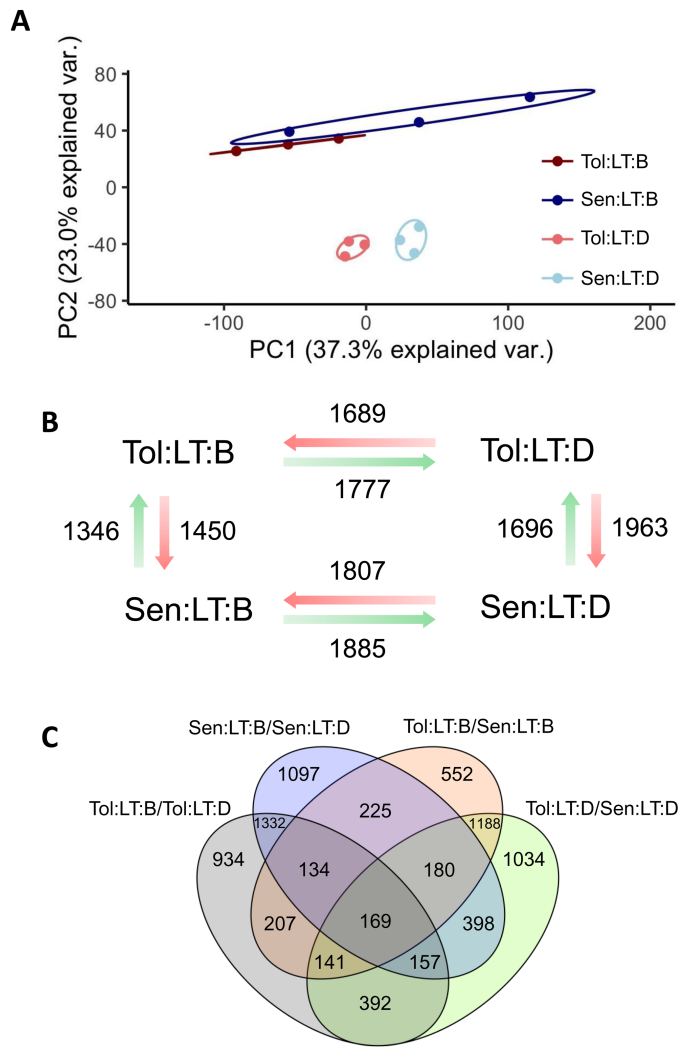 A
PC2 (23.0% explained var.)
80
40
0
-40
-80
-100
0
100
200
PC1 (37.3% explained var.)
Tol:LT:B
Sen:LT:B
Tol:LT:D
Sen:LT:D
B
1689
Tol:LT:B
Tol:LT:D
1777
1346
1450
1696
1963
1807
Sen:LT:B
Sen:LT:D
1885
C
Sen:LT:B/Sen:LT:D
Tol:LT:B/Sen:LT:B
Tol:LT:B/Tol:LT:D
Tol:LT:D/Sen:LT:D
1097
552
225
1332
1188
934
134
180
1034
207
169
398
141
157
392